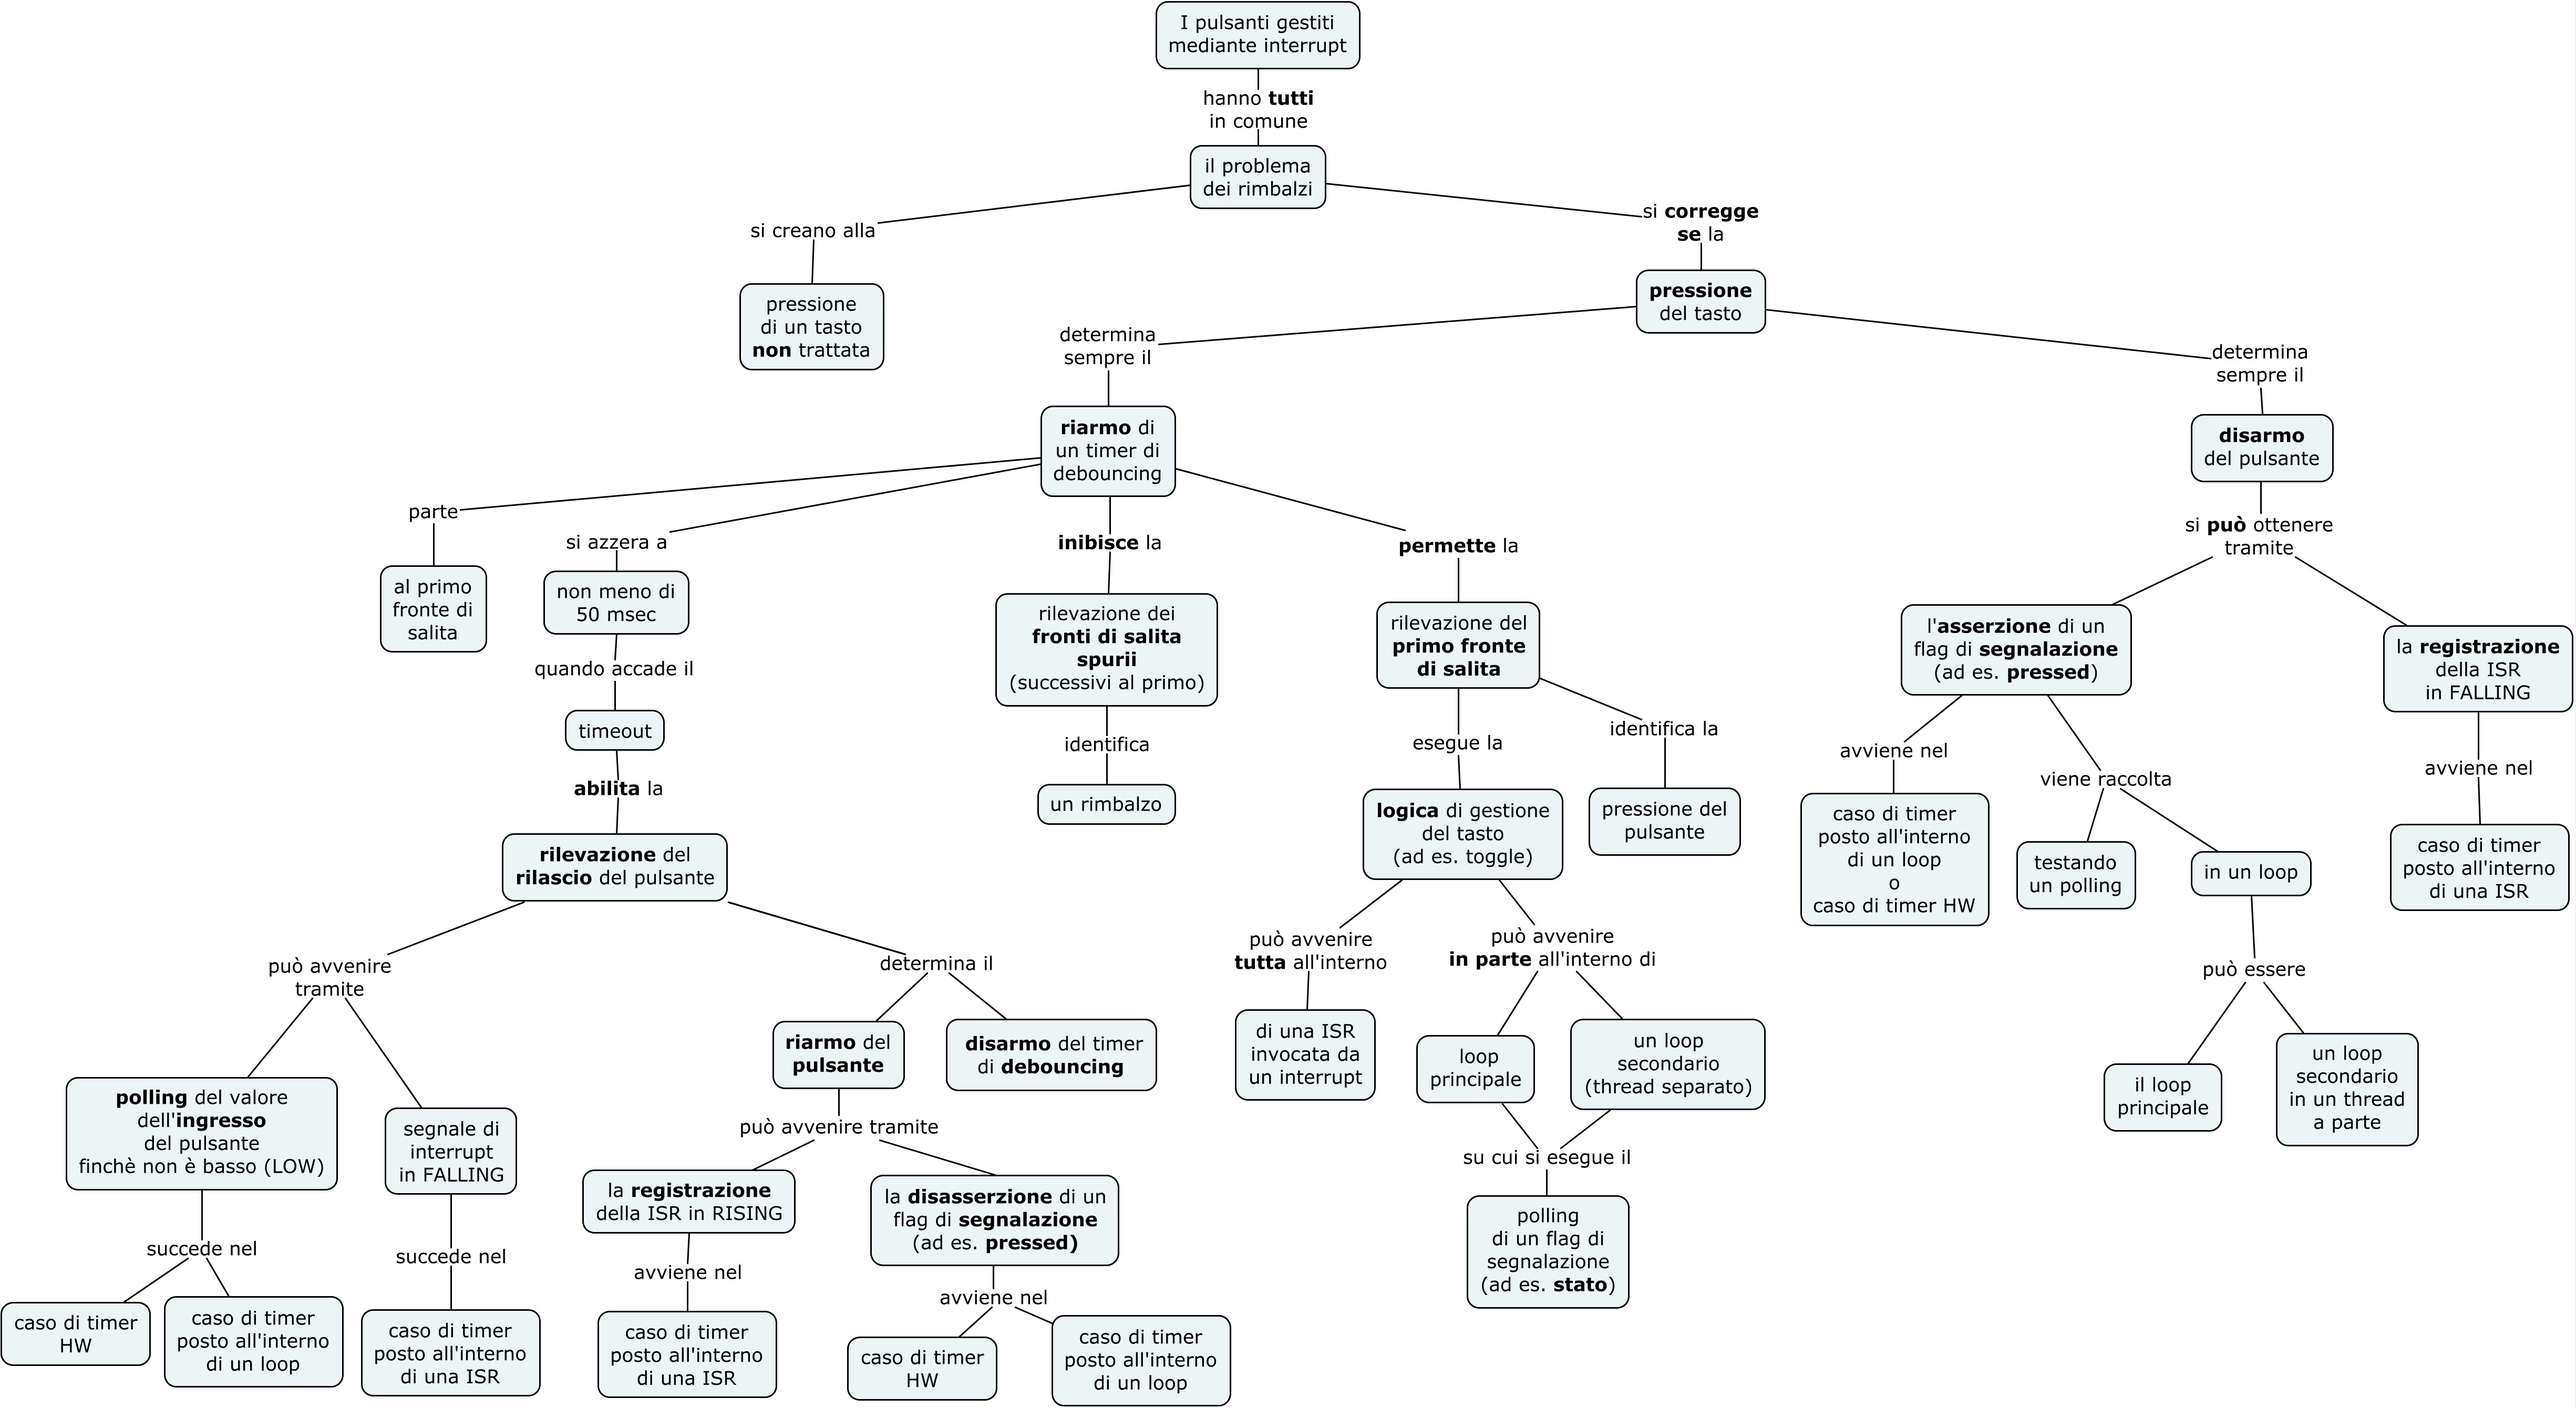 I pulsanti gestiti
mediante interrupt
hanno tutti
in comune
il problema
dei rimbalzi
si creano alla
pressione
di un tasto
non trattata
si corregge
se la
pressione
del tasto
determina
sempre il
riarmo di
un timer di
debouncing
parte
al primo
fronte di
salita
si azzera a
non meno di
50 msec
quando accade il
timeout
abilita la
rilevazione del
rilascio del pulsante
può avvenire
tramite
polling del valore
dell'ingresso
del pulsante
finchè non è basso (LOW)
succede nel
caso di timer
HW
caso di timer
posto all'interno
di un loop
segnale di
interrupt
in FALLING
succede nel
caso di timer
posto all'interno
di una ISR
determina il
riarmo del
pulsante
può avvenire tramite
la registrazione
della ISR in RISING
avviene nel
caso di timer
posto all'interno
di una ISR
la disasserzione di un
flag di segnalazione
(ad es. pressed)
avviene nel
caso di timer
HW
caso di timer
posto all'interno
di un loop
disarmo del timer
di debouncing
inibisce la
rilevazione dei
fronti di salita
spurii
(successivi al primo)
identifica
un rimbalzo
permette la
rilevazione del
primo fronte
di salita
esegue la
logica di gestione
del tasto
(ad es. toggle)
può avvenire
tutta all'interno
di una ISR
invocata da
un interrupt
può avvenire
in parte all'interno di
loop
principale
un loop
secondario
(thread separato)
su cui si esegue il
polling
di un flag di
segnalazione
(ad es. stato)
identifica la
pressione del
pulsante
determina
sempre il
disarmo
del pulsante
si può ottenere
tramite
l'asserzione di un
flag di segnalazione
(ad es. pressed)
avviene nel
caso di timer
posto all'interno
di un loop
o
caso di timer HW
viene raccolta
testando
un polling
in un loop
può essere
il loop
principale
un loop
secondario
in un thread
a parte
la registrazione
della ISR
in FALLING
avviene nel
caso di timer
posto all'interno
di una ISR